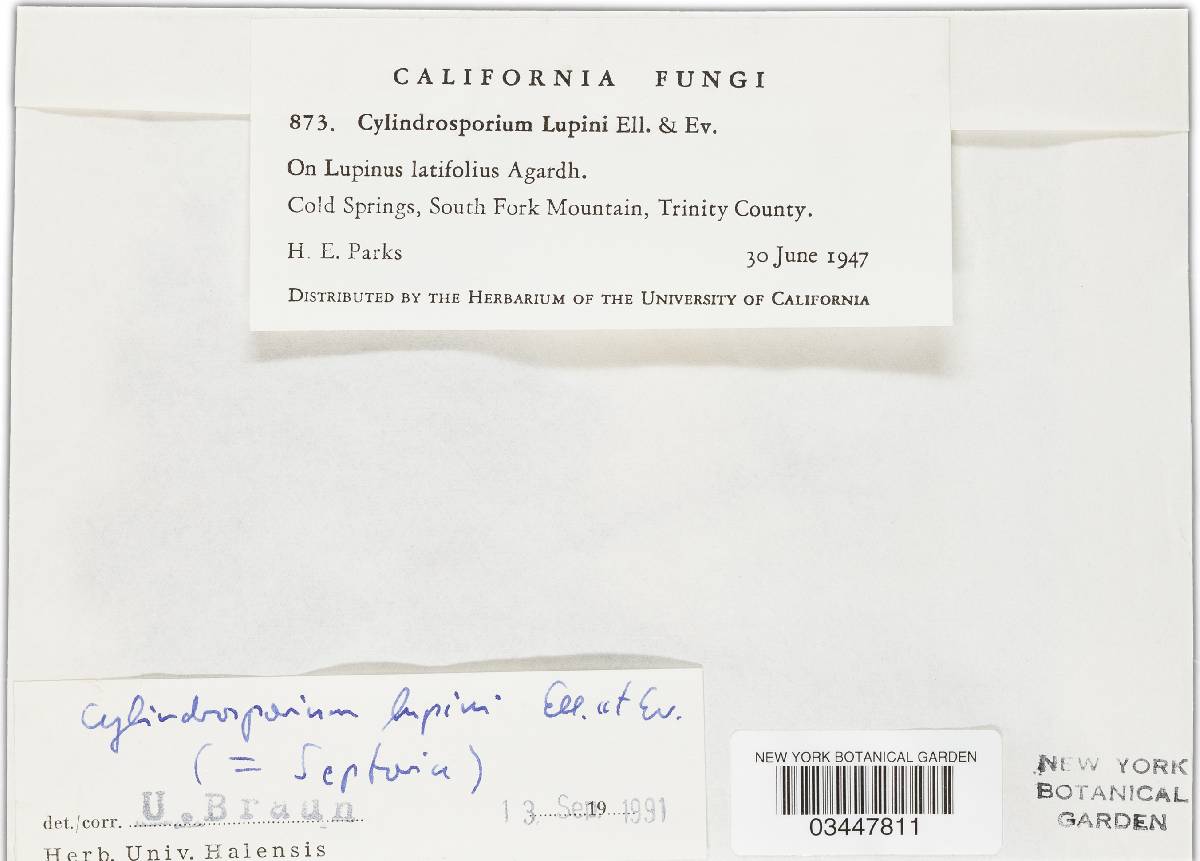 CALIFORNIA FUNGI
873. Cylindrosporium Lupini Ell. & Ev.
On Lupinus latifolius Agardh.
Cold Springs, South Fork Mountain, Trinity County.
H. E. Parks 30 June 1947
DISTRIBUTED BY THE HERBARIUM OF THE UNIVERSITY OF CALIFORNIA
Cylindrosporium lupini Ell. et Ev.
(= Septoria)
det./corr. U. Braun 13 Sep 19 1991
Herb. Univ. Halensis
NEW YORK BOTANICAL GARDEN
03447811
NEW YORK
BOTANICAL
GARDEN